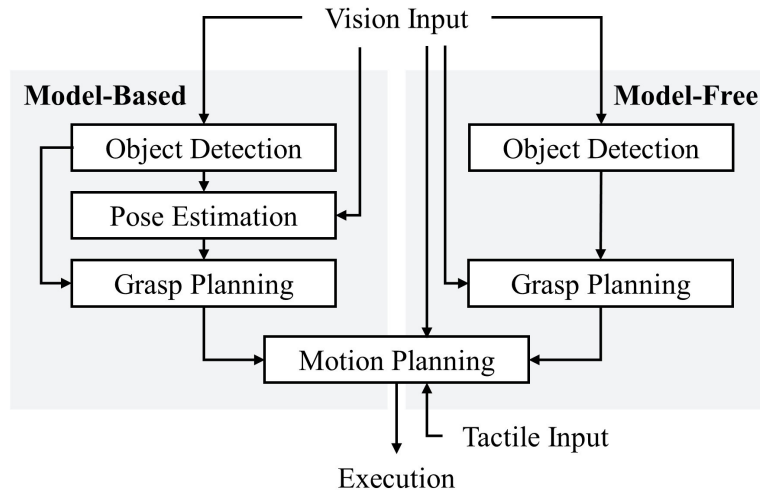 Vision Input
Model-Based
Model-Free
Object Detection
Object Detection
Pose Estimation
Grasp Planning
Grasp Planning
Motion Planning
Tactile Input
Execution